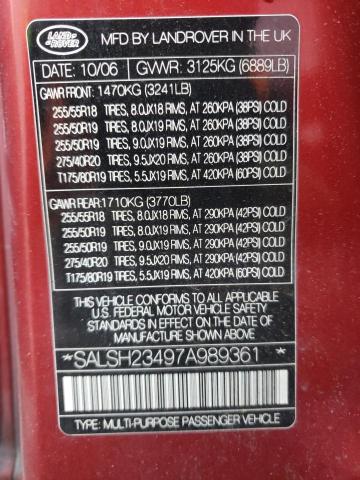 LAND-
ROVER
MFD BY LANDROVER IN THE UK
DATE: 10/06 GVWR: 3125KG (6889LB)
GAWR FRONT: 1470KG (3241LB)
255/55R18 TIRES, 8.0JX18 RIMS, AT 260KPA (38PSI) COLD
255/50R19 TIRES, 8.0JX19 RIMS, AT 260KPA (38PSI) COLD
255/50R19 TIRES, 9.0JX19 RIMS, AT 260KPA (38PSI) COLD
275/40R20 TIRES, 9.5JX20 RIMS, AT 260KPA (38PSI) COLD
T175/80R19 TIRES, 5.5JX19 RIMS, AT 420KPA (60PSI) COLD
GAWR REAR: 1710KG (3770LB)
255/55R18 TIRES, 8.0JX18 RIMS, AT 290KPA (42PSI) COLD
255/50R19 TIRES, 8.0JX19 RIMS, AT 290KPA (42PSI) COLD
255/50R19 TIRES, 9.0JX19 RIMS, AT 290KPA (42PSI) COLD
275/40R20 TIRES, 9.5JX20 RIMS, AT 290KPA (42PSI) COLD
T175/80R19 TIRES, 5.5JX19 RIMS, AT 420KPA (60PSI) COLD
THIS VEHICLE CONFORMS TO ALL APPLICABLE
U.S. FEDERAL MOTOR VEHICLE SAFETY
STANDARDS IN EFFECT ON THE DATE OF
MANUFACTURE SHOWN ABOVE.
*SALSH23497A989361 *
TYPE: MULTI-PURPOSE PASSENGER VEHICLE